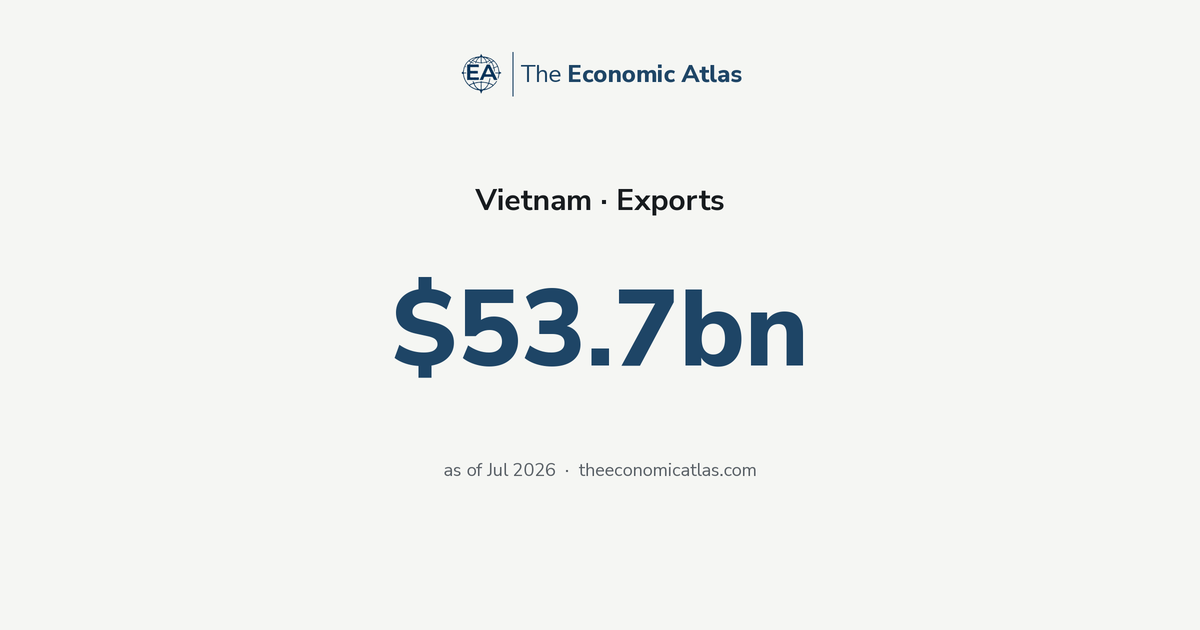 EA The Economic Atlas
Vietnam · Exports
$53.7bn
as of Jul 2026 · theeconomicatlas.com